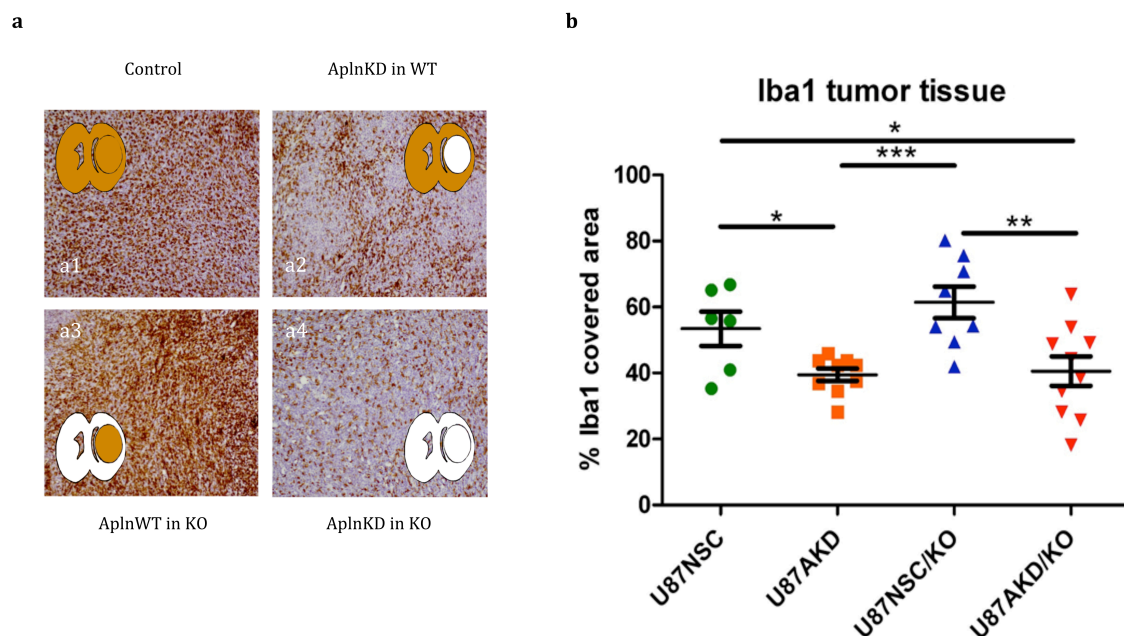 a
Control
AplnKD in WT
a1
a2
a3
a4
AplnWT in KO
AplnKD in KO
b
Iba1 tumor tissue
*
***
*
**
% Iba1 covered area
100
80
60
40
20
0
U87NSC
U87AKD
U87NSC/KO
U87AKD/KO